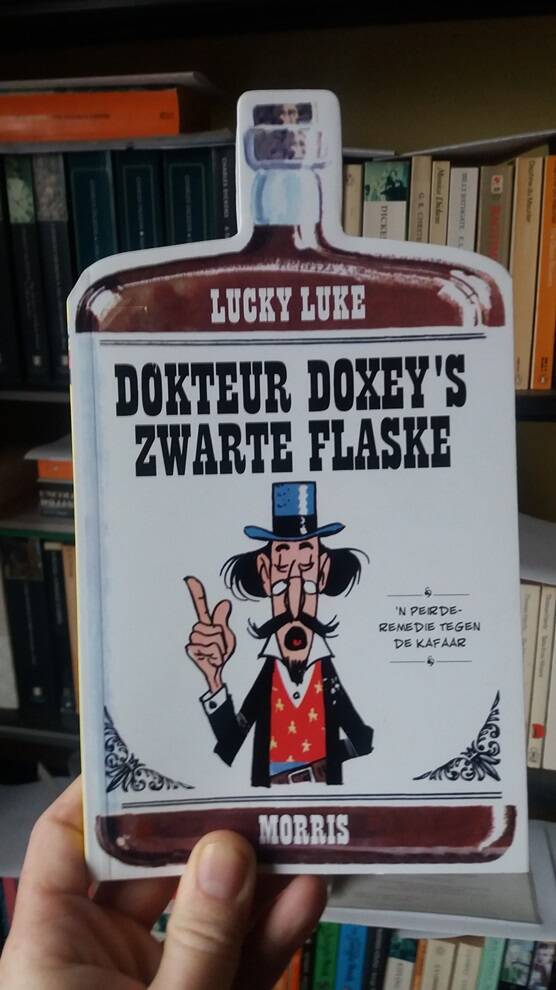 LUCKY LUKE
DOKTEUR DOXEY'S
ZWARTE FLASKE
'N PEIRDE-
REMEDIE TEGEN
DE KAFAAR
MORRIS